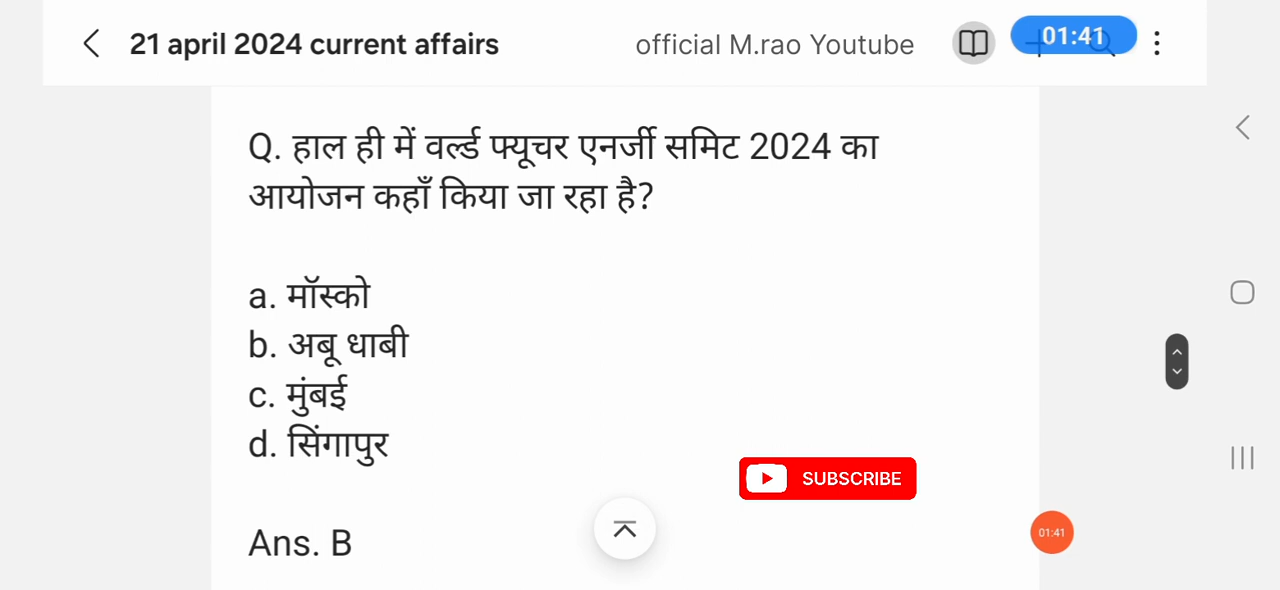 21 april 2024 current affairs
official M.rao Youtube
01:41
Q. हाल ही में वर्ल्ड फ्यूचर एनर्जी समिट 2024 का
आयोजन कहाँ किया जा रहा है?
a. मॉस्को
b. अबू धाबी
c. मुंबई
d. सिंगापुर
SUBSCRIBE
Ans. B
01:41